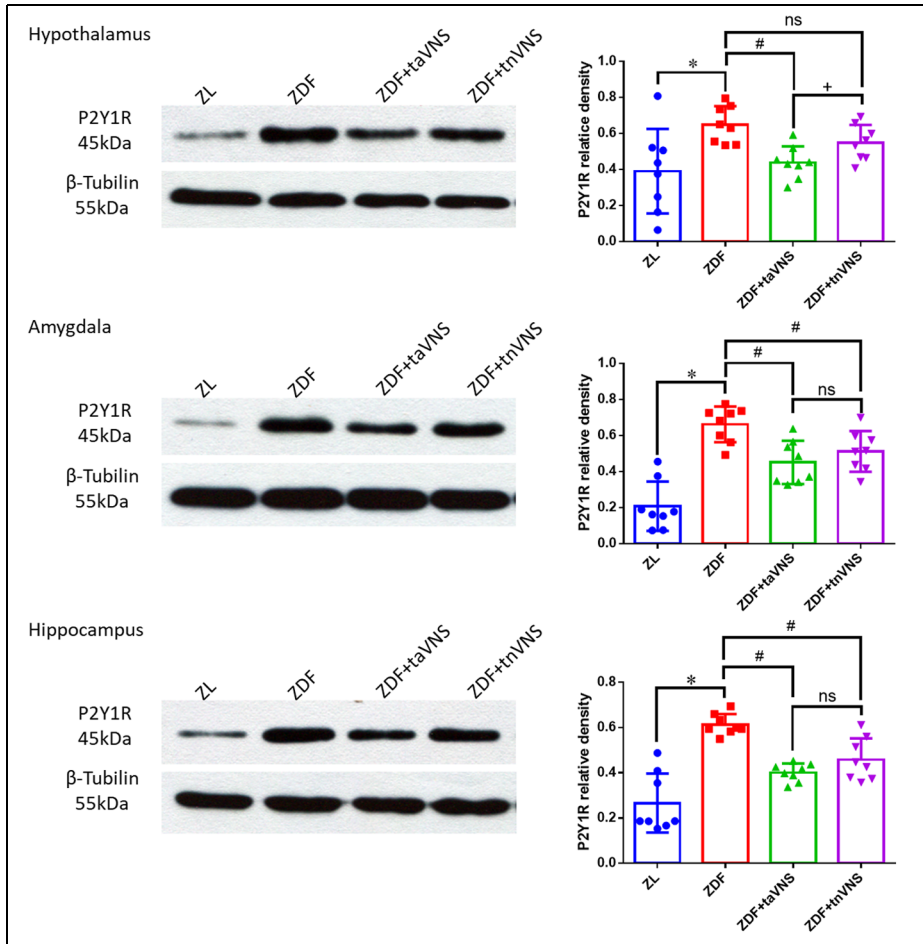 Hypothalamus
ZL
ZDF
ZDF+taVNS
ZDF+tnVNS
P2Y1R
45kDa
β-Tubilin
55kDa
ns
#
*
+
P2Y1R relatice density
1.0
0.8
0.6
0.4
0.2
0.0
ZL
ZDF
ZDF+taVNS
ZDF+tnVNS
Amygdala
ZL
ZDF
ZDF+taVNS
ZDF+tnVNS
P2Y1R
45kDa
β-Tubilin
55kDa
#
#
*
ns
P2Y1R relative density
1.0
0.8
0.6
0.4
0.2
0.0
ZL
ZDF
ZDF+taVNS
ZDF+tnVNS
Hippocampus
ZL
ZDF
ZDF+taVNS
ZDF+tnVNS
P2Y1R
45kDa
β-Tubilin
55kDa
#
#
*
ns
P2Y1R relative density
0.8
0.6
0.4
0.2
0.0
ZL
ZDF
ZDF+taVNS
ZDF+tnVNS